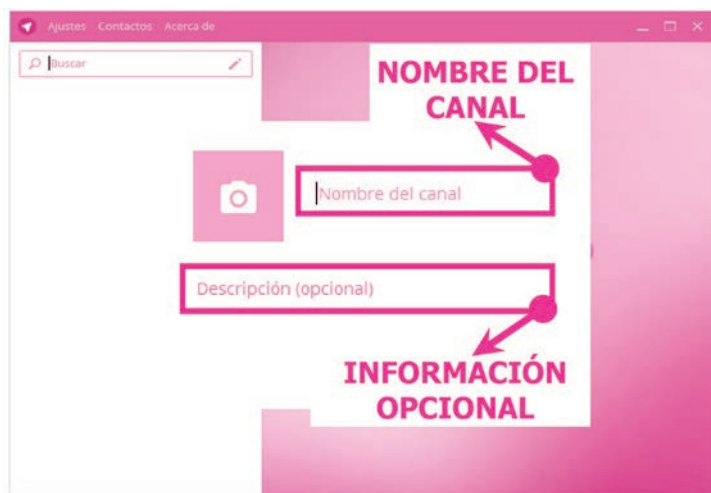 Ajustes Contactos Acerca de
Buscar
NOMBRE DEL
CANAL
Nombre del canal
Descripción (opcional)
INFORMACIÓN
OPCIONAL